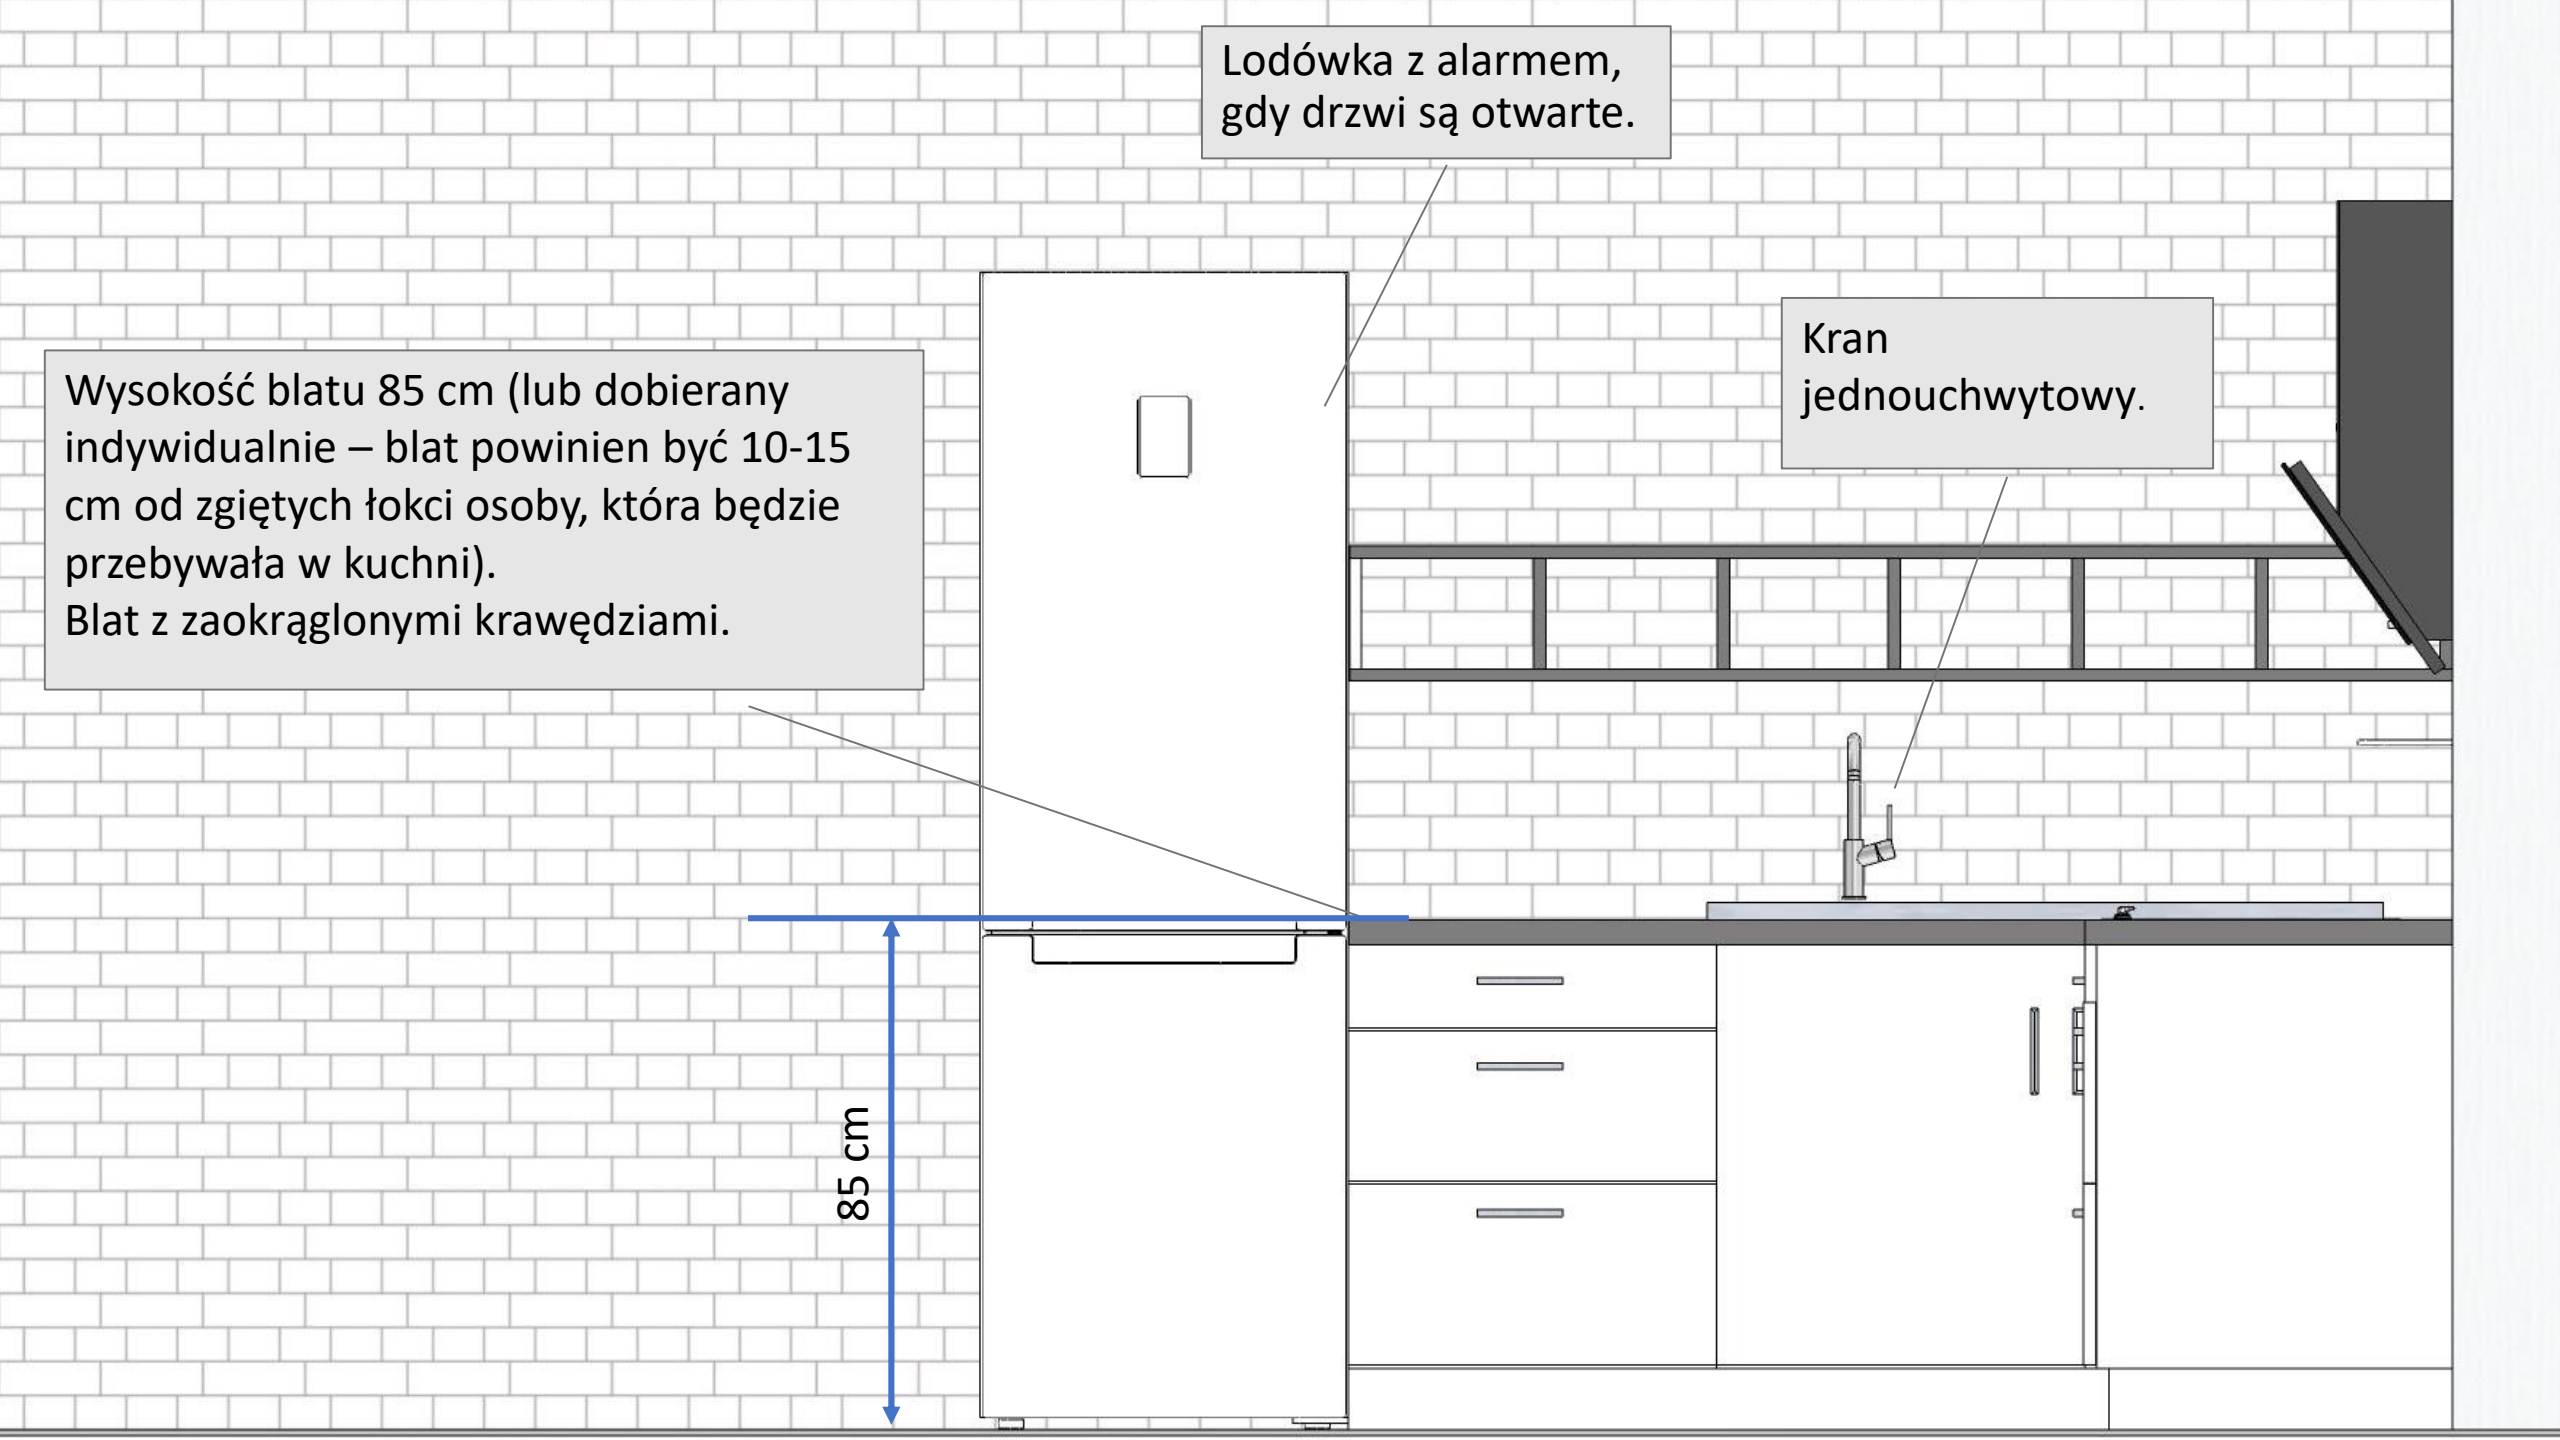 Lodówka z alarmem,
gdy drzwi są otwarte.
Kran
jednouchwytowy.
Wysokość blatu 85 cm (lub dobierany
indywidualnie – blat powinien być 10-15
cm od zgiętych łokci osoby, która będzie
przebywała w kuchni).
Blat z zaokrąglonymi krawędziami.
85 cm